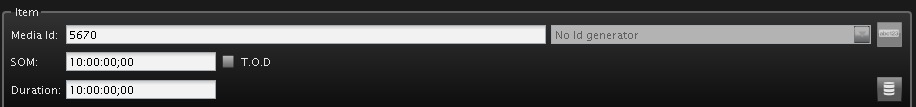 Item
Media Id: 5670 No Id generator
SOM: 10:00:00;00 T.O.D
Duration: 10:00:00;00